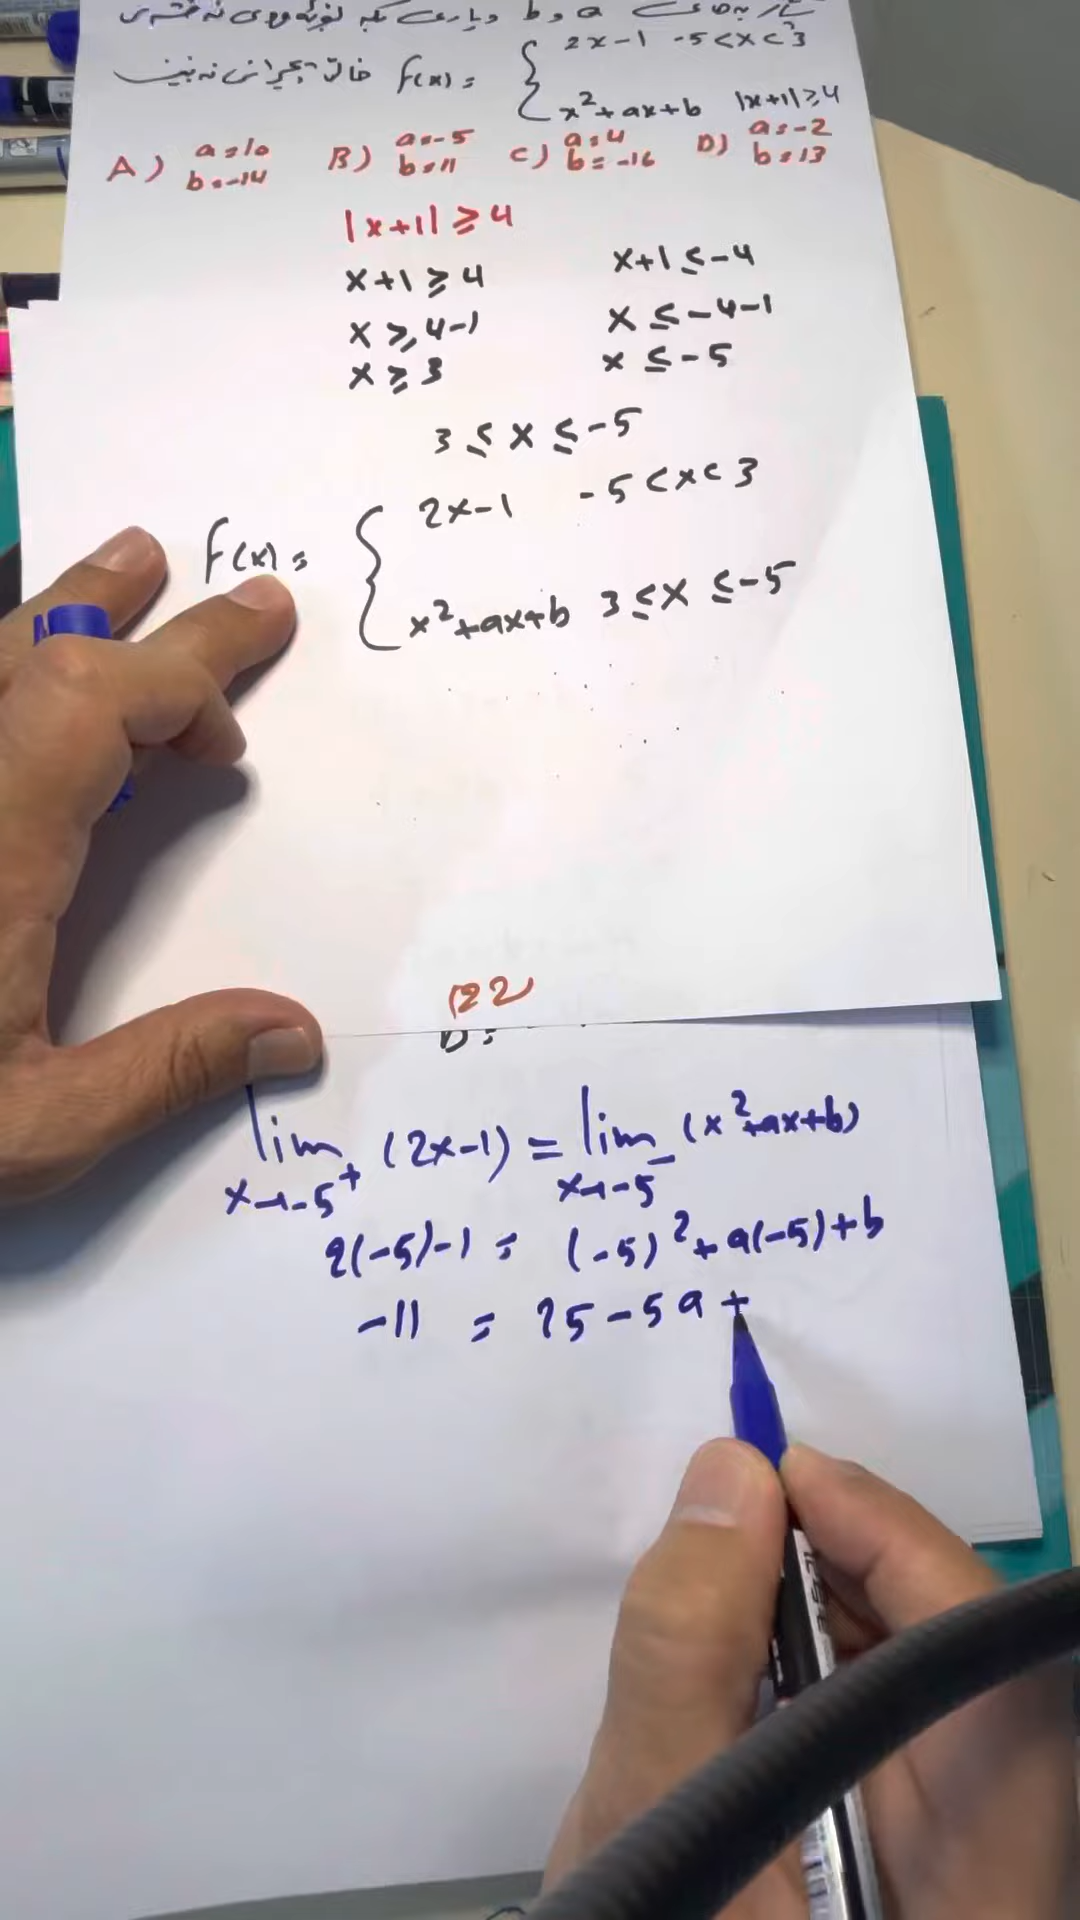 a و b
f(x) = { 2x-1 -5<x<3
x²+ax+b |x+1|≥4
A) a=10 b=-14 B) a=-5 b=11 C) a=4 b=-16 D) a=-2 b=13
|x+1| ≥ 4
x+1 ≥ 4 x+1 ≤ -4
x ≥ 4-1 x ≤ -4-1
x ≥ 3 x ≤ -5
3 ≤ x ≤ -5
f(x) = { 2x-1 -5<x<3
x²+ax+b 3≤x≤-5
lim x→-5⁺ (2x-1) = lim x→-5⁻ (x²+ax+b)
2(-5)-1 = (-5)²+a(-5)+b
-11 = 25-5a+